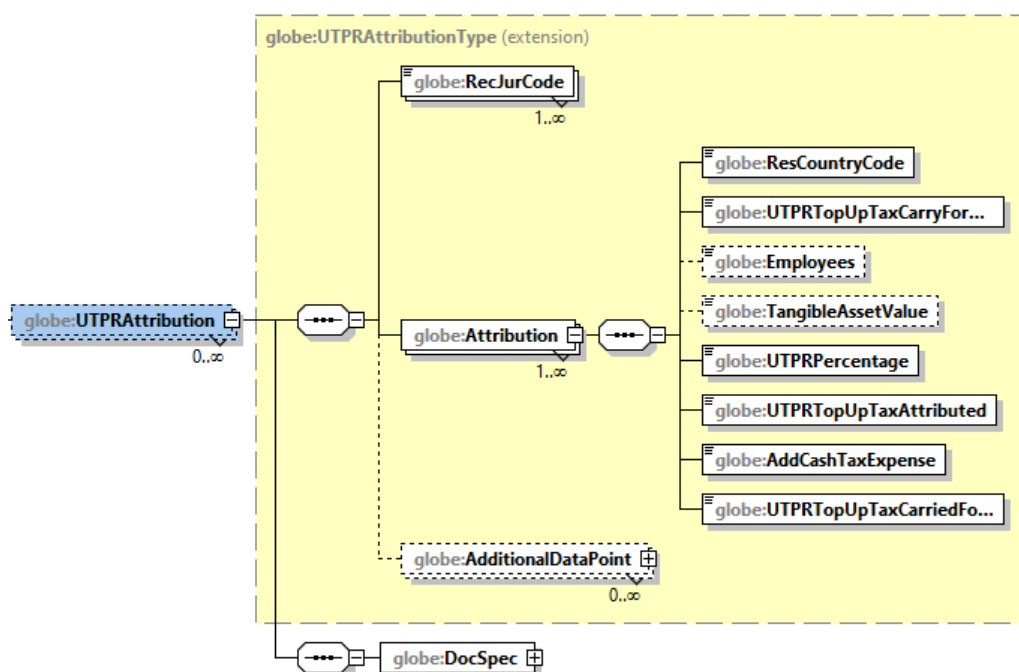 globe:UTPRAttributionType (extension)
globe:RecJurCode
1..∞
globe:ResCountryCode
globe:UTPRTopUpTaxCarryFor...
globe:Employees
globe:TangibleAssetValue
globe:UTPRAttribution
0..∞
globe:Attribution
1..∞
globe:UTPRPercentage
globe:UTPRTopUpTaxAttributed
globe:AddCashTaxExpense
globe:UTPRTopUpTaxCarriedFo...
globe:AdditionalDataPoint
0..∞
globe:DocSpec